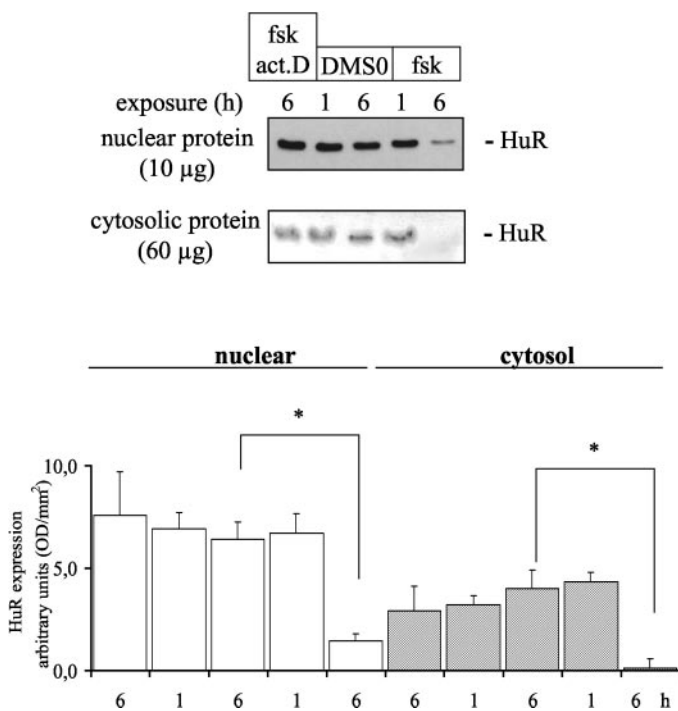 fsk
act.D DMS0 fsk
exposure (h) 6 1 6 1 6
nuclear protein
(10 µg)
- HuR
cytosolic protein
(60 µg)
- HuR
nuclear cytosol
* *
HuR expression
arbitrary units (OD/mm²)
10,0
5,0
0,0
6 1 6 1 6 6 1 6 1 6 h